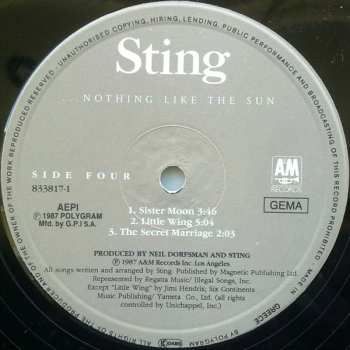 ALL RIGHTS OF THE PRODUCER AND OF THE OWNER OF THE WORK REPRODUCED RESERVED. UNAUTHORISED COPYING, HIRING, LENDING, PUBLIC PERFORMANCE AND BROADCASTING OF THIS RECORD PROHIBITED. MADE IN GREECE BY POLYGRAM
Sting
...NOTHING LIKE THE SUN
SIDE FOUR
833817-1
AEPI
℗ 1987 POLYGRAM
Mfd. by G.P.I S.A.
A&M
RECORDS
GEMA
1. Sister Moon 3:46
2. Little Wing 5:04
3. The Secret Marriage 2:03
PRODUCED BY NEIL DORFSMAN AND STING
℗ 1987 A&M Records Inc. Los Angeles
All songs written and arranged by Sting. Published by Magnetic Publishing Ltd.
Represented by Regatta Music/ Illegal Songs, Inc.
Except "Little Wing" by Jimi Hendrix; Six Continents
Music Publishing/ Yameta Co. Ltd. (all rights
controlled by Unichappel, Inc.)